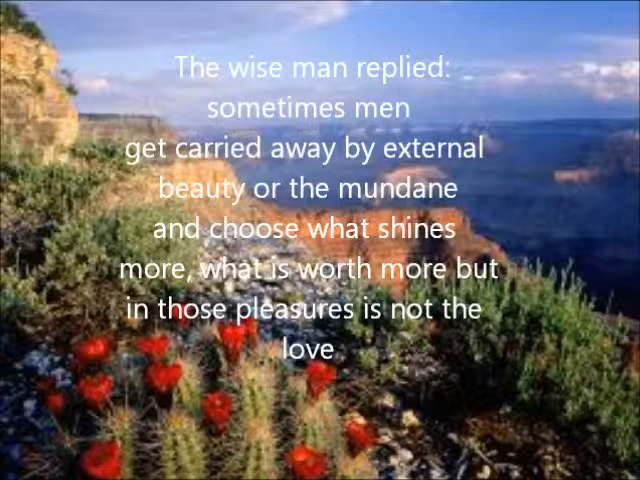 The wise man replied:
sometimes men
get carried away by external
beauty or the mundane
and choose what shines
more, what is worth more but
in those pleasures is not the
love